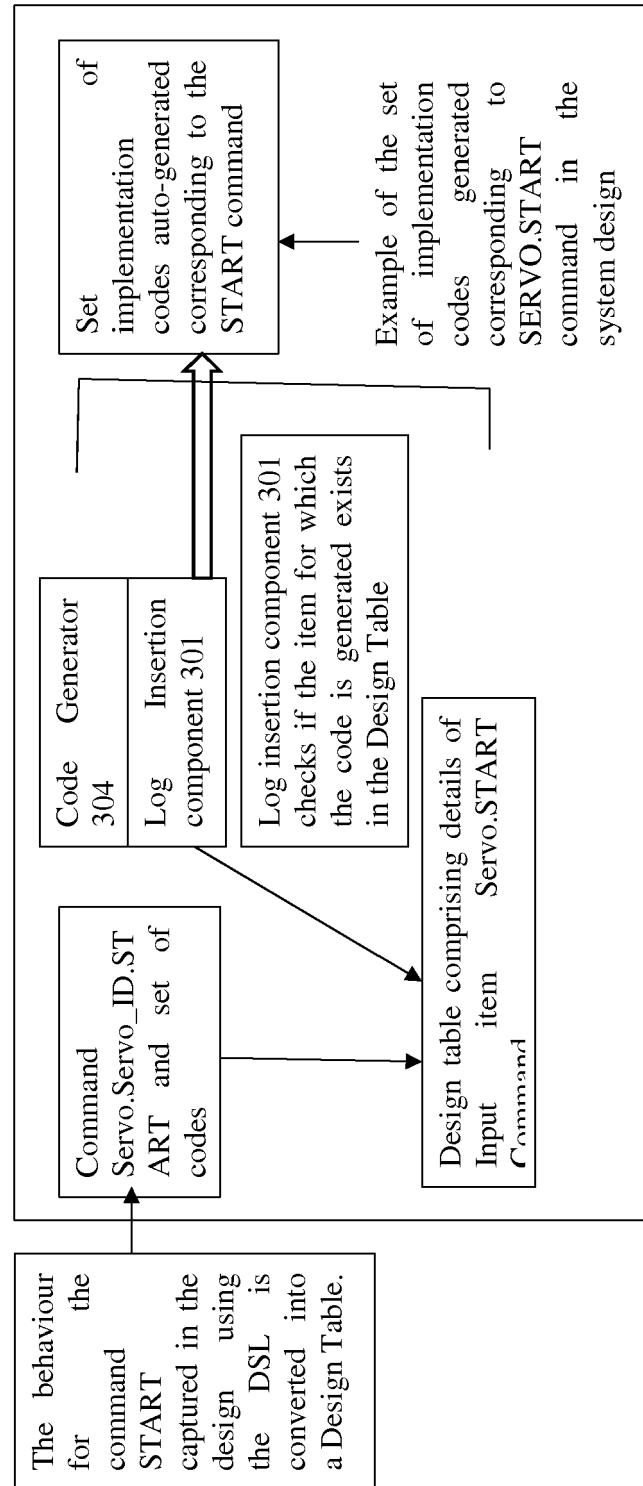 The behaviour
for the
command
START
captured in the
design using
the DSL is
converted into
a Design Table.
Command
Servo.Servo_ID.ST
ART and set of
codes
Design table comprising details of
Input item Servo.START
Command
Code Generator
304
Log Insertion
component 301
Log insertion component 301
checks if the item for which
the code is generated exists
in the Design Table
Set of
implementation
codes auto-generated
corresponding to the
START command
Example of the set
of implementation
codes generated
corresponding to
SERVO.START
command in the
system design